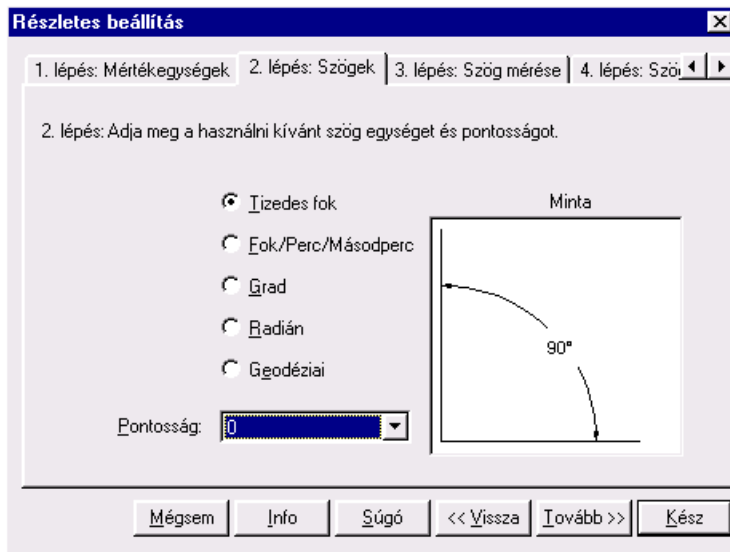 Részletes beállítás
1. lépés: Mértékegységek 2. lépés: Szögek 3. lépés: Szög mérése 4. lépés:
2. lépés: Adja meg a használni kívánt szög egységet és pontosságot.
Tizedes fok
Fok/Perc/Másodperc
Grad
Radián
Geodéziai
Minta
90°
Pontosság: 0
Mégsem Info Súgó << Vissza Tovább >> Kész